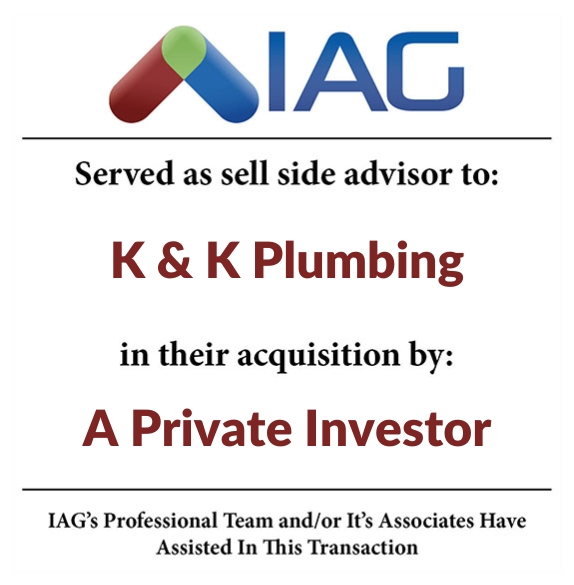 IAG
Served as sell side advisor to:
K & K Plumbing
in their acquisition by:
A Private Investor
IAG's Professional Team and/or It's Associates Have
Assisted In This Transaction